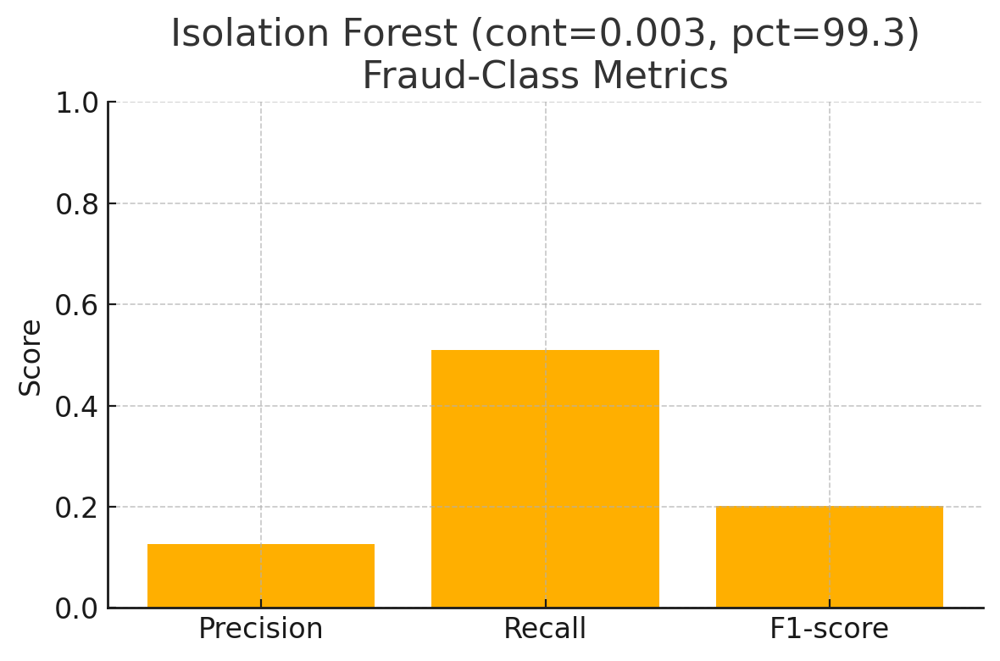 Isolation Forest (cont=0.003, pct=99.3)
Fraud-Class Metrics
1.0
0.8
0.6
0.4
0.2
0.0
Score
Precision
Recall
F1-score